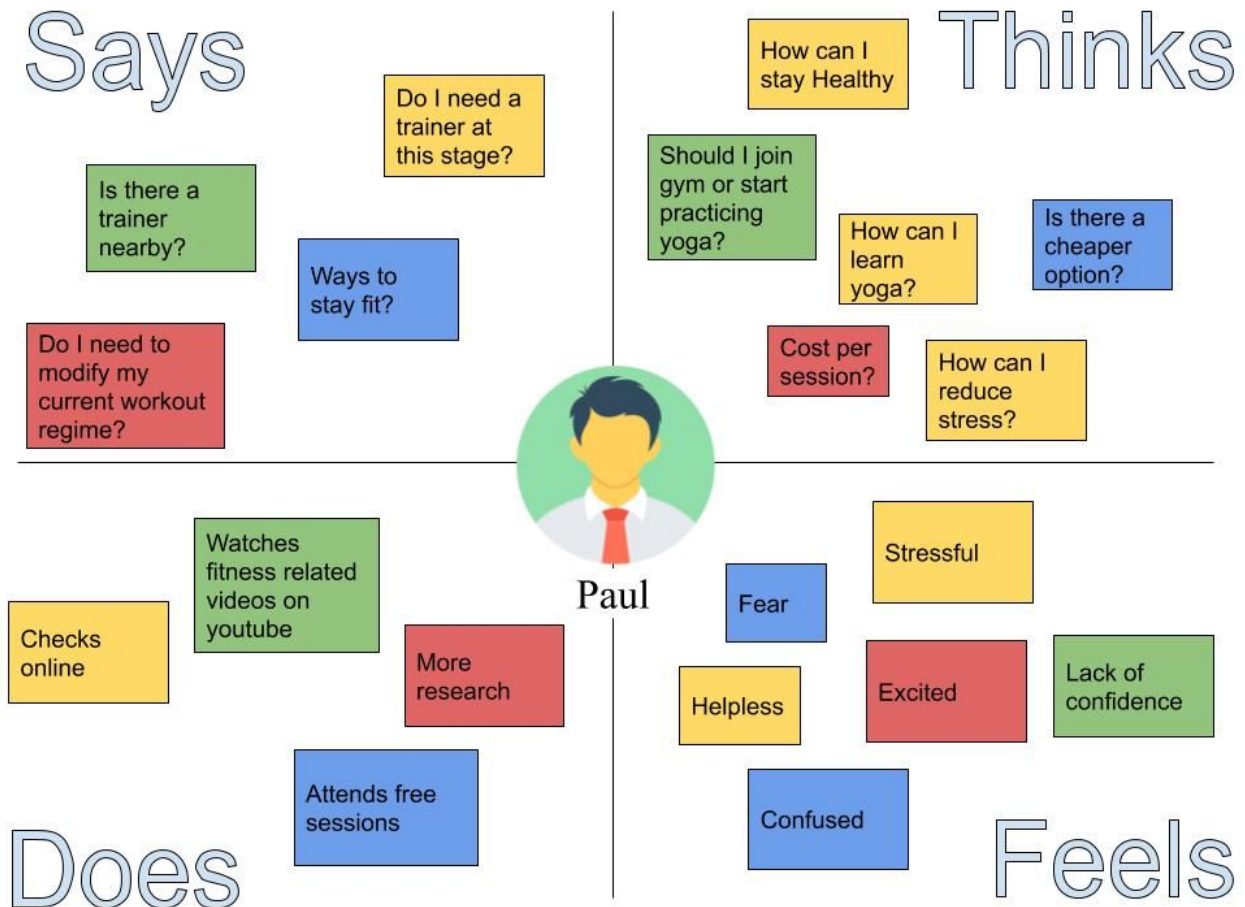 Says
Do I need a
trainer at
this stage?
Is there a
trainer
nearby?
Ways to
stay fit?
Do I need to
modify my
current workout
regime?
Thinks
How can I
stay Healthy
Should I join
gym or start
practicing
yoga?
How can I
learn
yoga?
Is there a
cheaper
option?
Cost per
session?
How can I
reduce
stress?
Paul
Watches
fitness related
videos on
youtube
Checks
online
More
research
Attends free
sessions
Does
Stressful
Fear
Helpless
Excited
Lack of
confidence
Confused
Feels